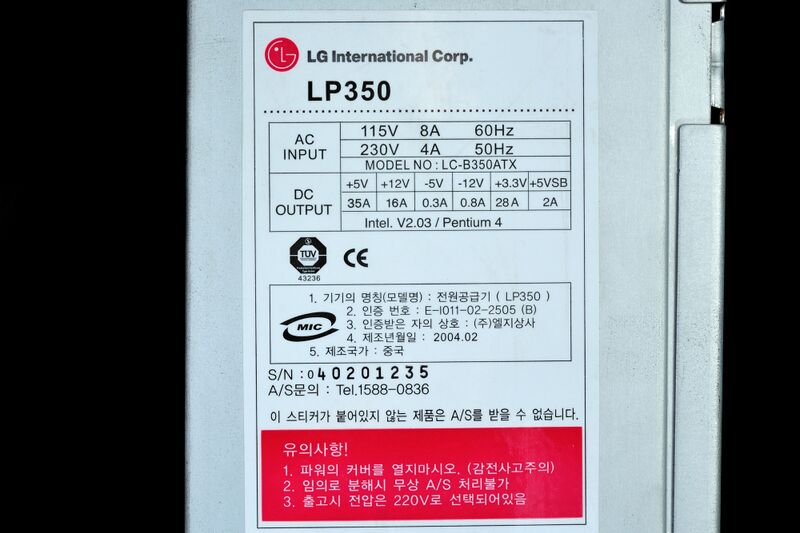 LG International Corp.
LP350
AC INPUT
115V 8A 60Hz
230V 4A 50Hz
MODEL NO : LC-B350ATX
DC OUTPUT
+5V +12V -5V -12V +3.3V +5VSB
35A 16A 0.3A 0.8A 28A 2A
Intel. V2.03 / Pentium 4
TÜV
43236
CE
MIC
1. 기기의 명칭(모델명) : 전원공급기 ( LP350 )
2. 인증 번호 : E-I011-02-2505 (B)
3. 인증받은 자의 상호 : (주)엘지상사
4. 제조년월일 : 2004.02
5. 제조국가 : 중국
S/N : 040201235
A/S문의 : Tel.1588-0836
이 스티커가 붙어있지 않는 제품은 A/S를 받을 수 없습니다.
유의사항!
1. 파워의 커버를 열지마시오. (감전사고주의)
2. 임의로 분해시 무상 A/S 처리불가
3. 출고시 전압은 220V로 선택되어있음